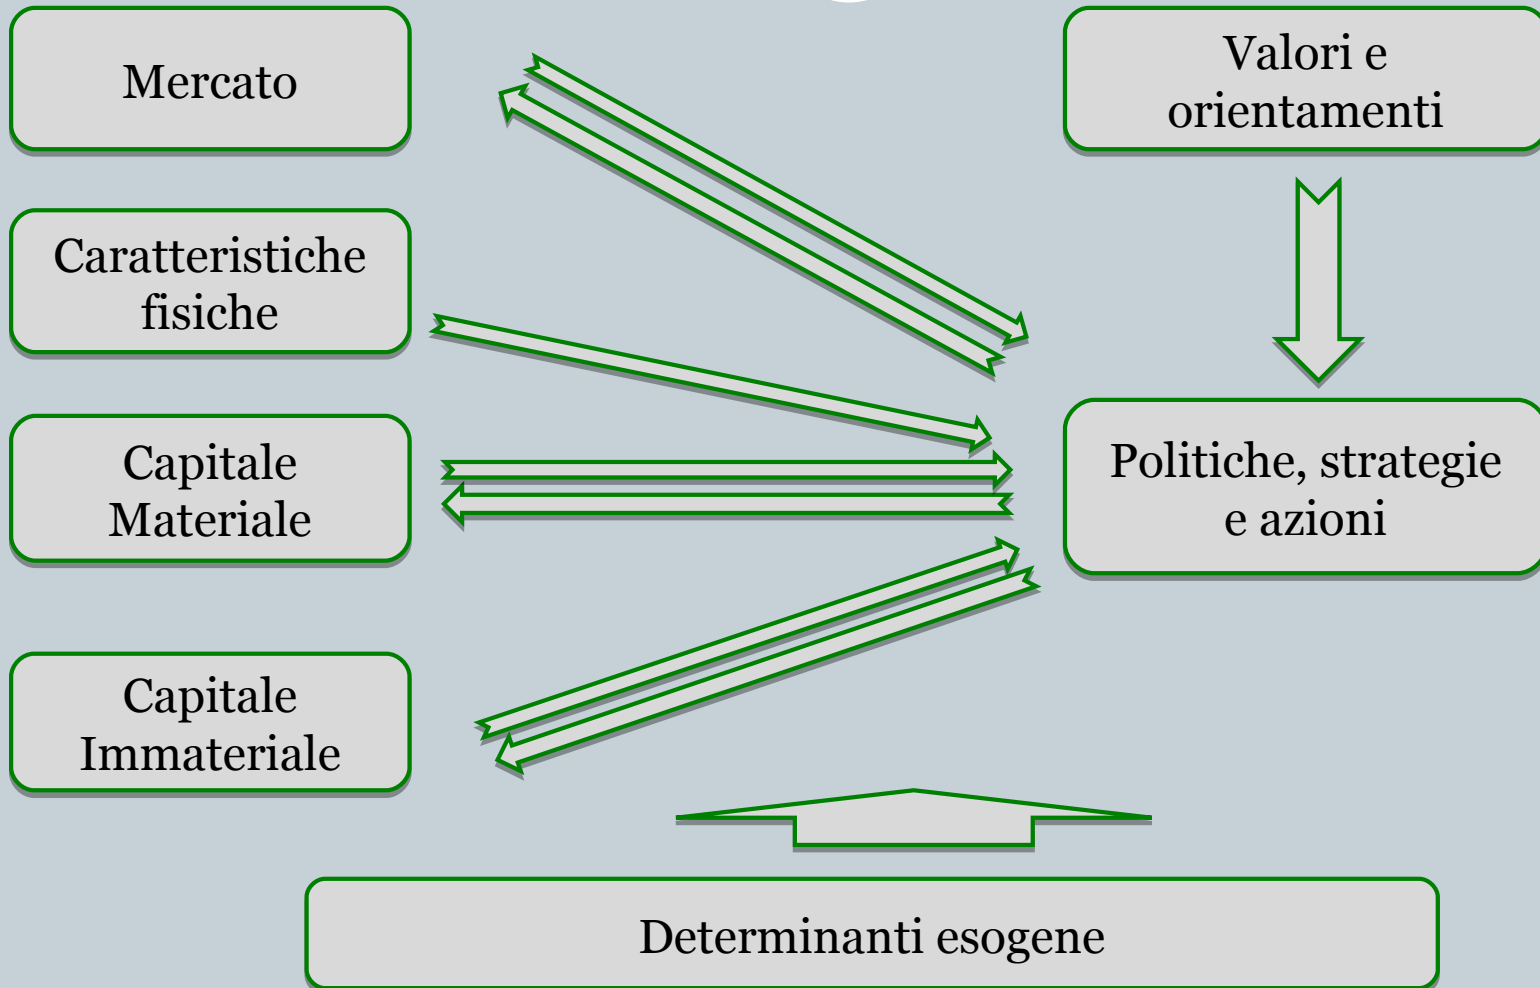 Mercato
Valori e
orientamenti
Caratteristiche
fisiche
Capitale
Materiale
Politiche, strategie
e azioni
Capitale
Immateriale
Determinanti esogene